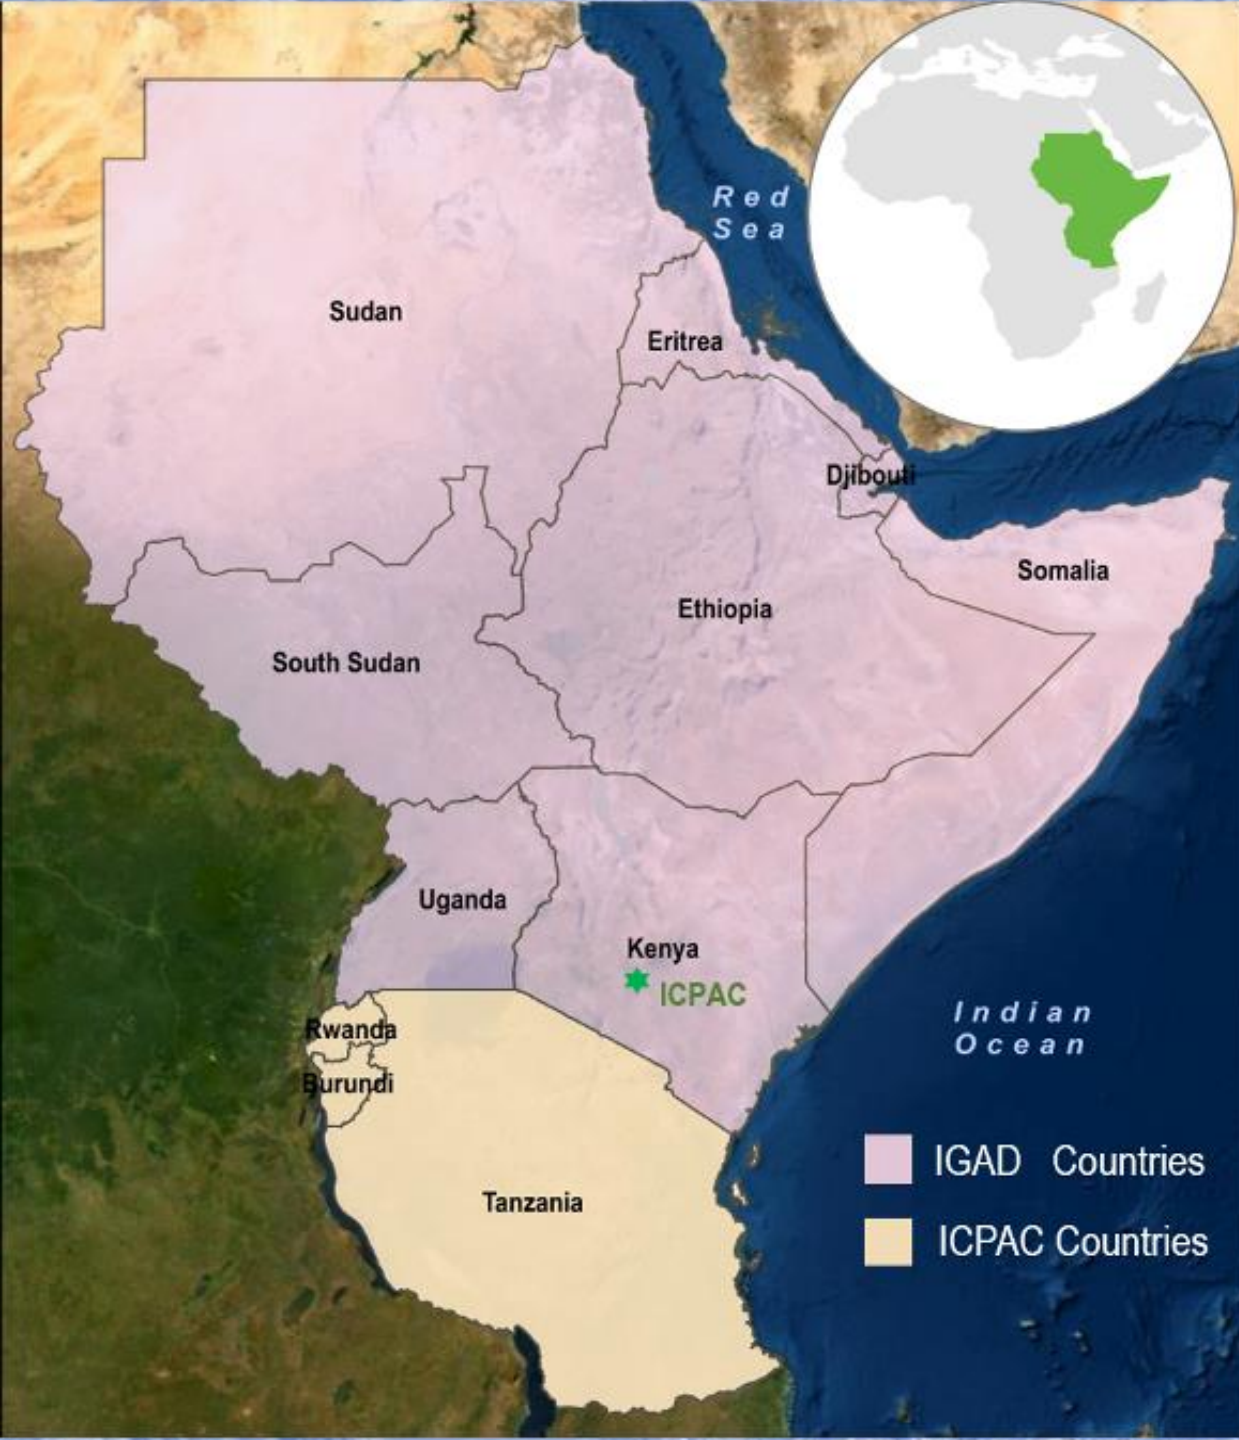 Red
Sea
Sudan
Eritrea
Djibouti
Somalia
Ethiopia
South Sudan
Uganda
Kenya
ICPAC
Indian
Ocean
Rwanda
Burundi
Tanzania
IGAD Countries
ICPAC Countries